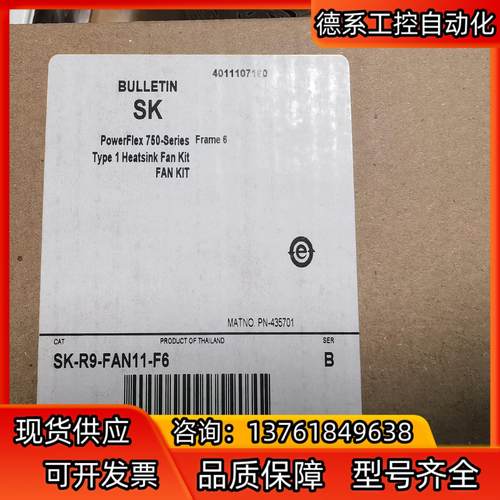 德系工控自动化
4011107160
BULLETIN
SK
PowerFlex 750-Series Frame 6
Type 1 Heatsink Fan Kit
FAN KIT
e
MATNO. PN-435701
CAT PRODUCT OF THAILAND SER
SK-R9-FAN11-F6 B
现货供应 咨询：13761849638
可开发票 品质保障 型号齐全